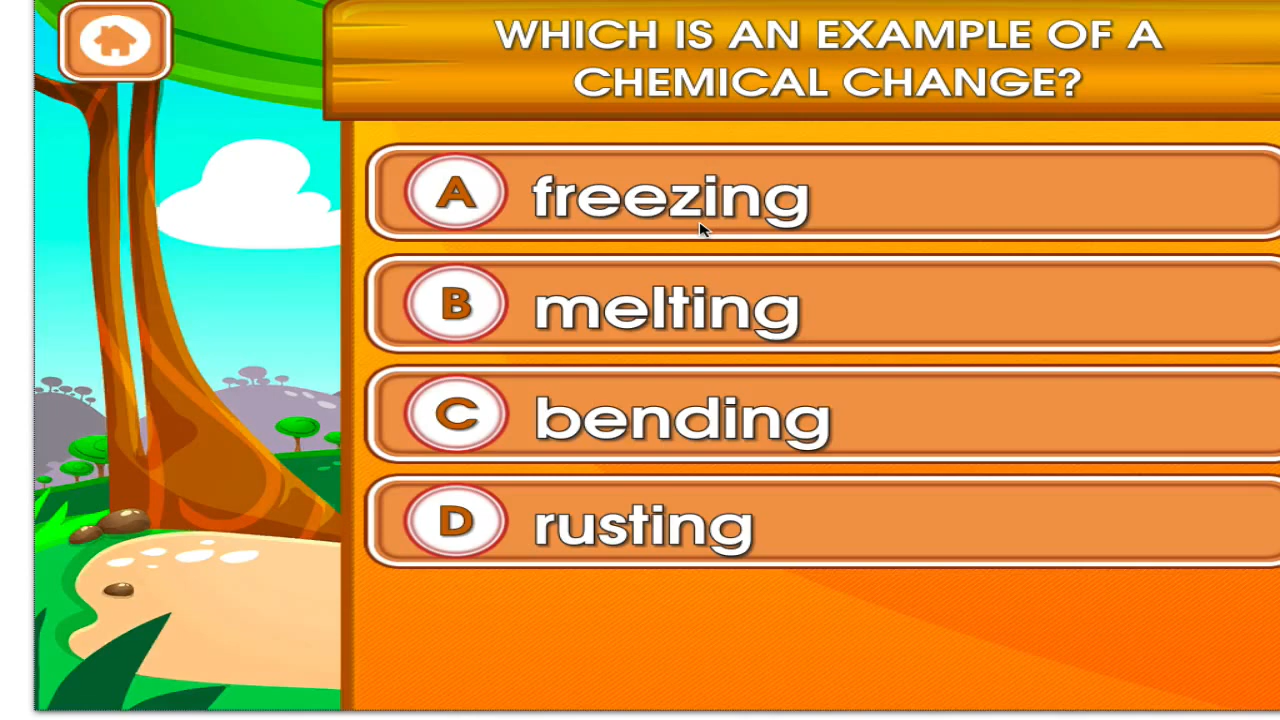 WHICH IS AN EXAMPLE OF A
CHEMICAL CHANGE?
A freezing
B melting
C bending
D rusting